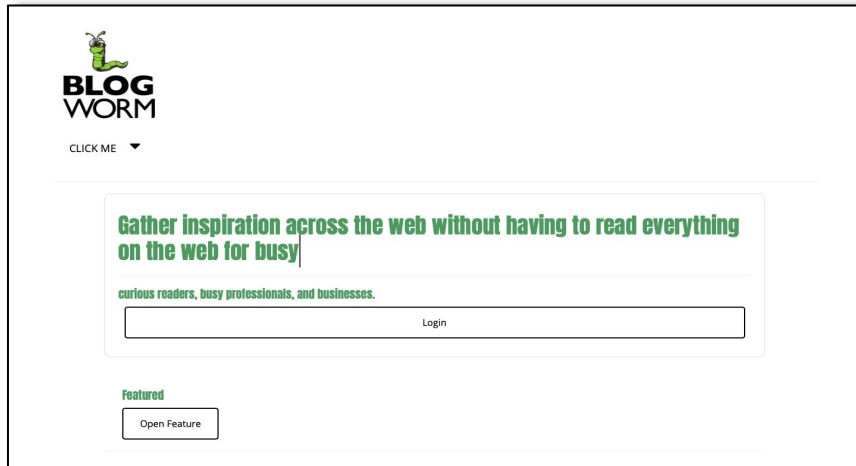 BLOG
WORM
CLICK ME
Gather inspiration across the web without having to read everything
on the web for busy
curious readers, busy professionals, and businesses.
Login
Featured
Open Feature